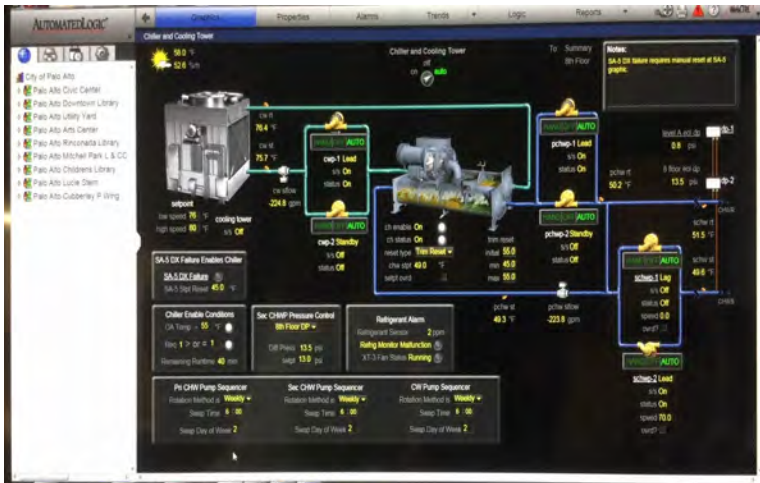 AUTOMATEDLOGIC
Graphics Properties Alarms Trends Logic Reports
Chiller and Cooling Tower
City of Palo Alto
Palo Alto Civic Center
Palo Alto Downtown Library
Palo Alto Utility Yard
Palo Alto Arts Center
Palo Alto Rinconada Library
Palo Alto Mitchell Park L & CC
Palo Alto Childrens Library
Palo Alto Lucie Stern
Palo Alto Cubberley P Wing
58.0 °F
52.6 %rh
Chiller and Cooling Tower
off
on auto
To Summary
8th Floor
Notes:
SA-5 DX failure requires manual reset at SA-5
graphic.
cw rt
76.4 °F
cw st
75.7 °F
cw sflow
-224.8 gpm
setpoint
low speed 76 °F
high speed 80 °F
cooling tower
s/s Off
HAND OFF AUTO
cwp-1 Lead
s/s On
status On
HAND OFF AUTO
cwp-2 Standby
s/s Off
status Off
ch enable On
ch status On
reset type Trim Reset
chw stpt 49.0 °F
setpt ovrd
trim reset
initial 55.0
min 45.0
max 55.0
HAND OFF AUTO
pchwp-1 Lead
s/s On
status On
HAND OFF AUTO
pchwp-2 Standby
s/s Off
status Off
pchw rt
50.2 °F
pchw st
49.3 °F
pchw sflow
-223.8 gpm
level A eol dp
0.8 psi
dp-1
8 floor eol dp
13.5 psi
dp-2
CHWR
schw rt
51.5 °F
schw st
49.6 °F
HAND OFF AUTO
schwp-1 Lag
s/s Off
status Off
speed 0.0
ovrd?
HAND OFF AUTO
schwp-2 Lead
s/s On
status On
speed 70.0
ovrd?
SA-5 DX Failure Enables Chiller
SA-5 DX Failure
SA-5 Stpt Reset 45.0 °F
Chiller Enable Conditions
OA Temp > 55 °F
Req 1 > or = 1
Remaining Runtime 40 min
Sec CHWP Pressure Control
8th Floor DP
Diff Press 13.5 psi
setpt 13.0 psi
Refrigerant Alarm
Refrigerant Sensor 2 ppm
Refrig Monitor Malfunction
XT-3 Fan Status Running
Pri CHW Pump Sequencer
Rotation Method is Weekly
Swap Time 6 : 00
Swap Day of Week 2
Sec CHW Pump Sequencer
Rotation Method is Weekly
Swap Time 6 : 00
Swap Day of Week 2
CW Pump Sequencer
Rotation Method is Weekly
Swap Time 6 : 00
Swap Day of Week 2